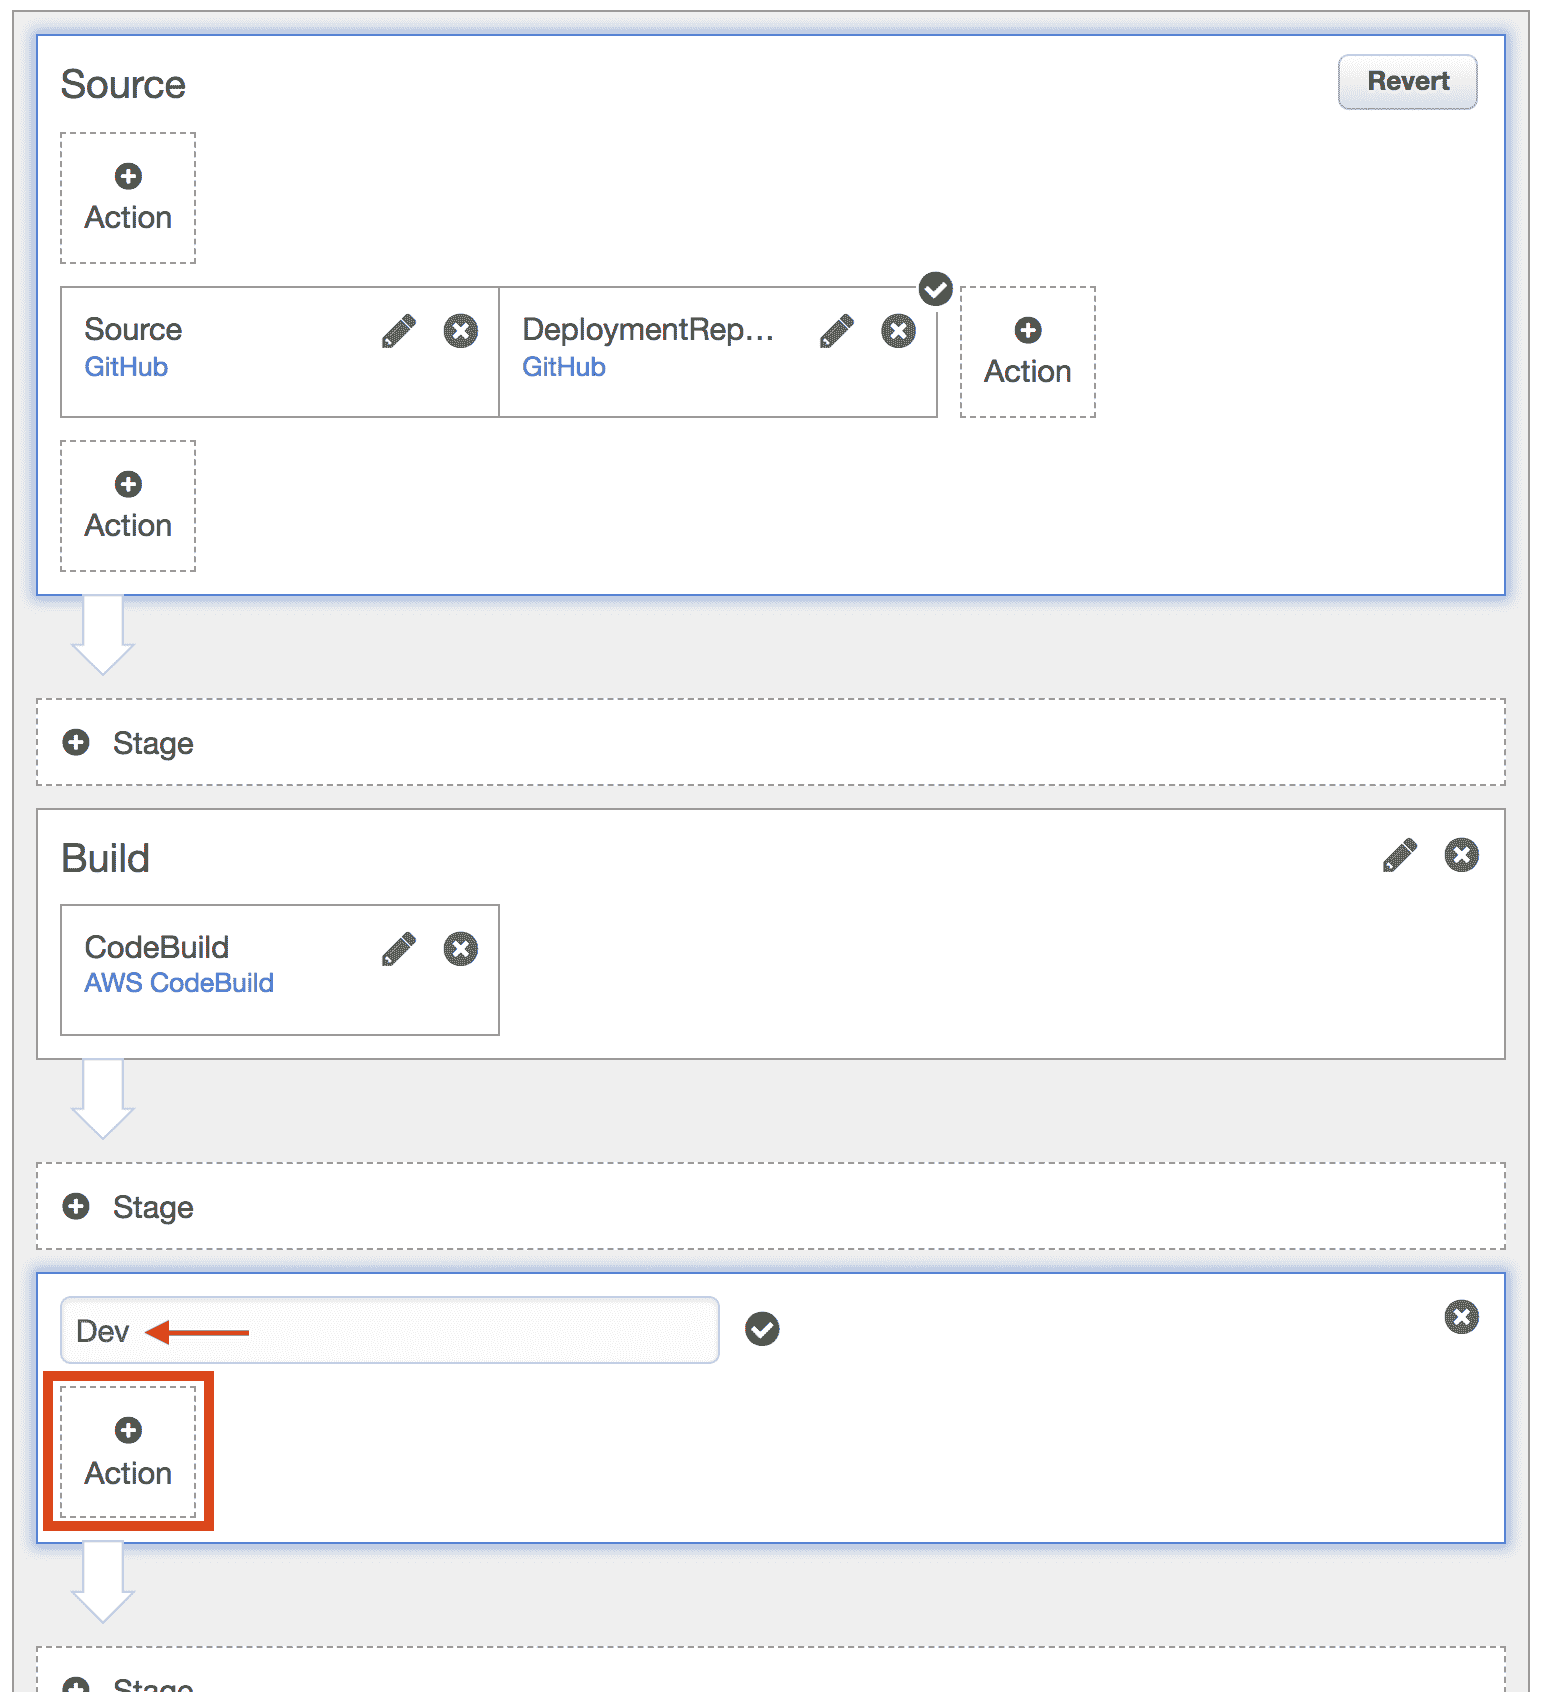 Source
Revert
Action
Source
GitHub
DeploymentRep...
GitHub
Action
Action
Stage
Build
CodeBuild
AWS CodeBuild
Stage
Dev
Action
Stage